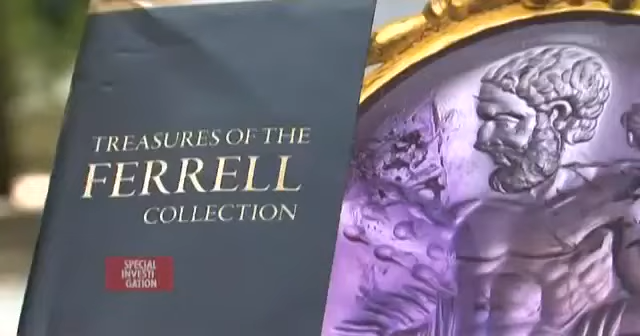 TREASURES OF THE
FERRELL
COLLECTION
SPECIAL
INVESTI
GATION